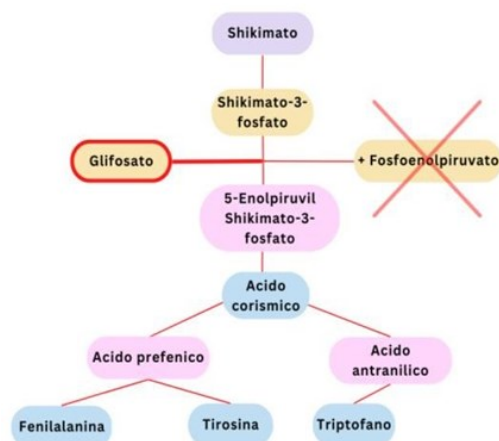 Shikimato
Shikimato-3-
fosfato
Glifosato
+ Fosfoenolpiruvato
5-Enolpiruvil
Shikimato-3-
fosfato
Acido
corismico
Acido prefenico
Acido
antranilico
Fenilalanina
Tirosina
Triptofano